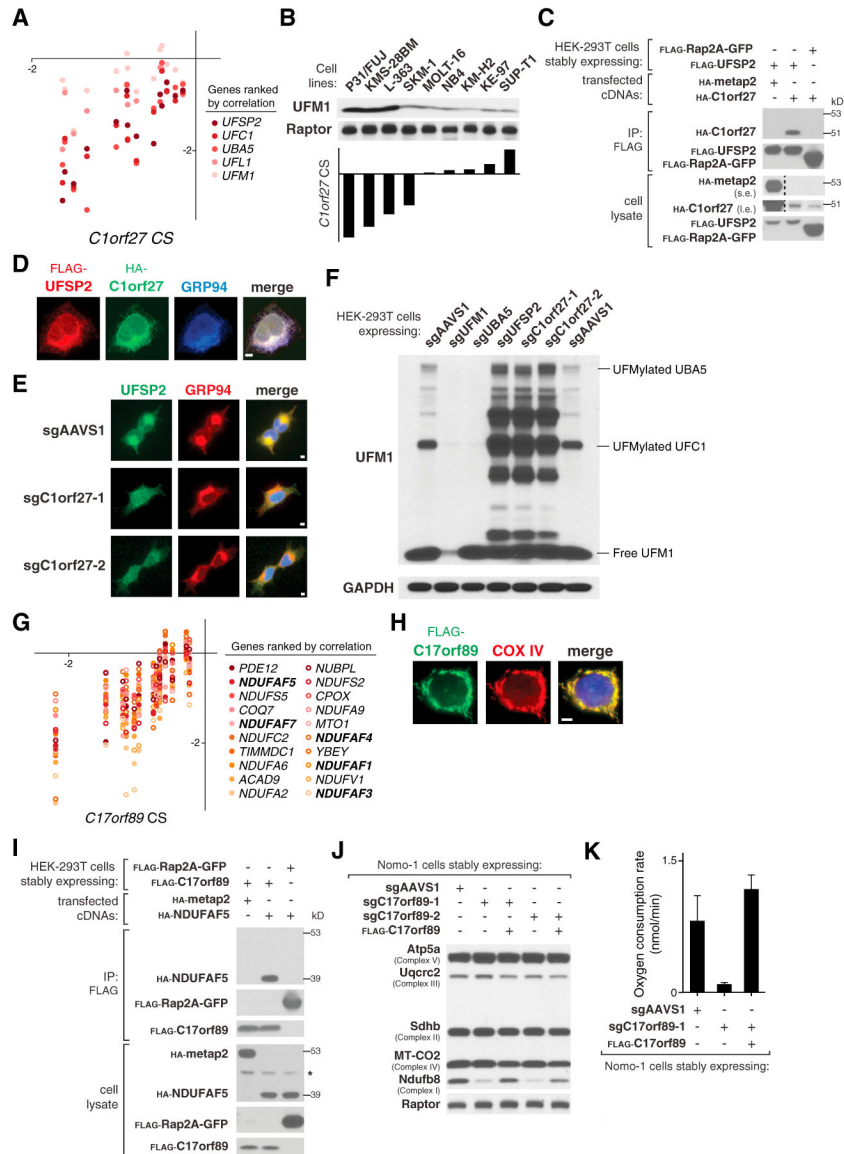 A
-2
-2
Genes ranked
by correlation
UFSP2
UFC1
UBA5
UFL1
UFM1
C1orf27 CS
B
Cell
lines:
P31/FUJ
KMS-28BM
L-363
SKM-1
MOLT-16
NB4
KM-H2
KE-97
SUP-T1
UFM1
Raptor
C1orf27 CS
C
HEK-293T cells
stably expressing:
FLAG-Rap2A-GFP - - +
FLAG-UFSP2 + + -
transfected
cDNAs:
HA-metap2 + - -
HA-C1orf27 - + + kD
53
IP:
FLAG
HA-C1orf27
51
FLAG-UFSP2
FLAG-Rap2A-GFP
cell
lysate
HA-metap2
(s.e.)
53
HA-C1orf27 (l.e.)
51
FLAG-UFSP2
FLAG-Rap2A-GFP
D
FLAG-
UFSP2
HA-
C1orf27
GRP94
merge
E
UFSP2 GRP94 merge
sgAAVS1
sgC1orf27-1
sgC1orf27-2
F
HEK-293T cells
expressing:
sgAAVS1
sgUFM1
sgUBA5
sgUFSP2
sgC1orf27-1
sgC1orf27-2
sgAAVS1
UFMylated UBA5
UFM1
UFMylated UFC1
Free UFM1
GAPDH
G
-2
-2
Genes ranked by correlation
PDE12 NUBPL
NDUFAF5 NDUFS2
NDUFS5 CPOX
COQ7 NDUFA9
NDUFAF7 MTO1
NDUFC2 NDUFAF4
TIMMDC1 YBEY
NDUFA6 NDUFAF1
ACAD9 NDUFV1
NDUFA2 NDUFAF3
C17orf89 CS
H
FLAG-
C17orf89
COX IV
merge
I
HEK-293T cells
stably expressing:
FLAG-Rap2A-GFP - - +
FLAG-C17orf89 + + -
transfected
cDNAs:
HA-metap2 + - -
HA-NDUFAF5 - + + kD
53
IP:
FLAG
HA-NDUFAF5
39
FLAG-Rap2A-GFP
FLAG-C17orf89
cell
lysate
HA-metap2
53
*
HA-NDUFAF5
39
FLAG-Rap2A-GFP
FLAG-C17orf89
J
Nomo-1 cells stably expressing:
sgAAVS1 + - - - -
sgC17orf89-1 - + + - -
sgC17orf89-2 - - - + +
FLAG-C17orf89 - - + - +
Atp5a
(Complex V)
Uqcrc2
(Complex III)
Sdhb
(Complex II)
MT-CO2
(Complex IV)
Ndufb8
(Complex I)
Raptor
K
Oxygen consumption rate
(nmol/min)
1.5
0
sgAAVS1 + - -
sgC17orf89-1 - + +
FLAG-C17orf89 - - +
Nomo-1 cells stably expressing: